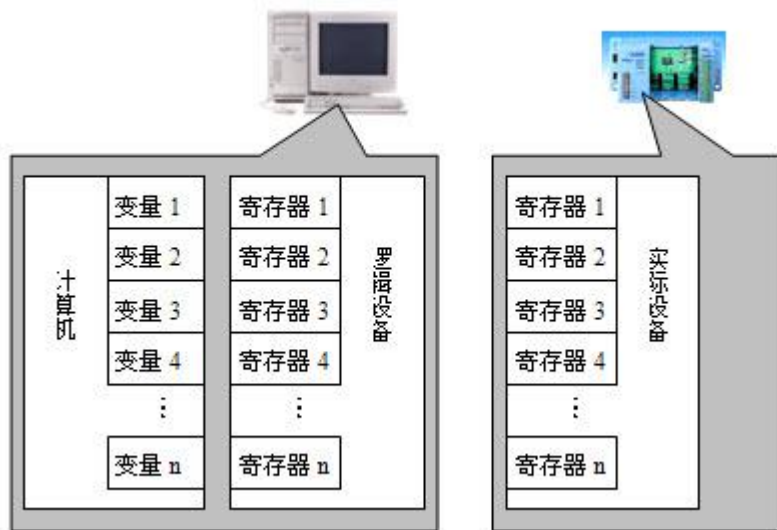 计算机
变量 1
变量 2
变量 3
变量 4
⋮
变量 n
寄存器 1
寄存器 2
寄存器 3
寄存器 4
⋮
寄存器 n
逻辑设备
寄存器 1
寄存器 2
寄存器 3
寄存器 4
⋮
寄存器 n
实际设备